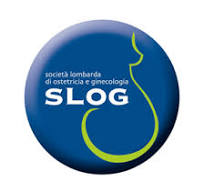 società lombarda
di ostetricia e ginecologia
SLOG